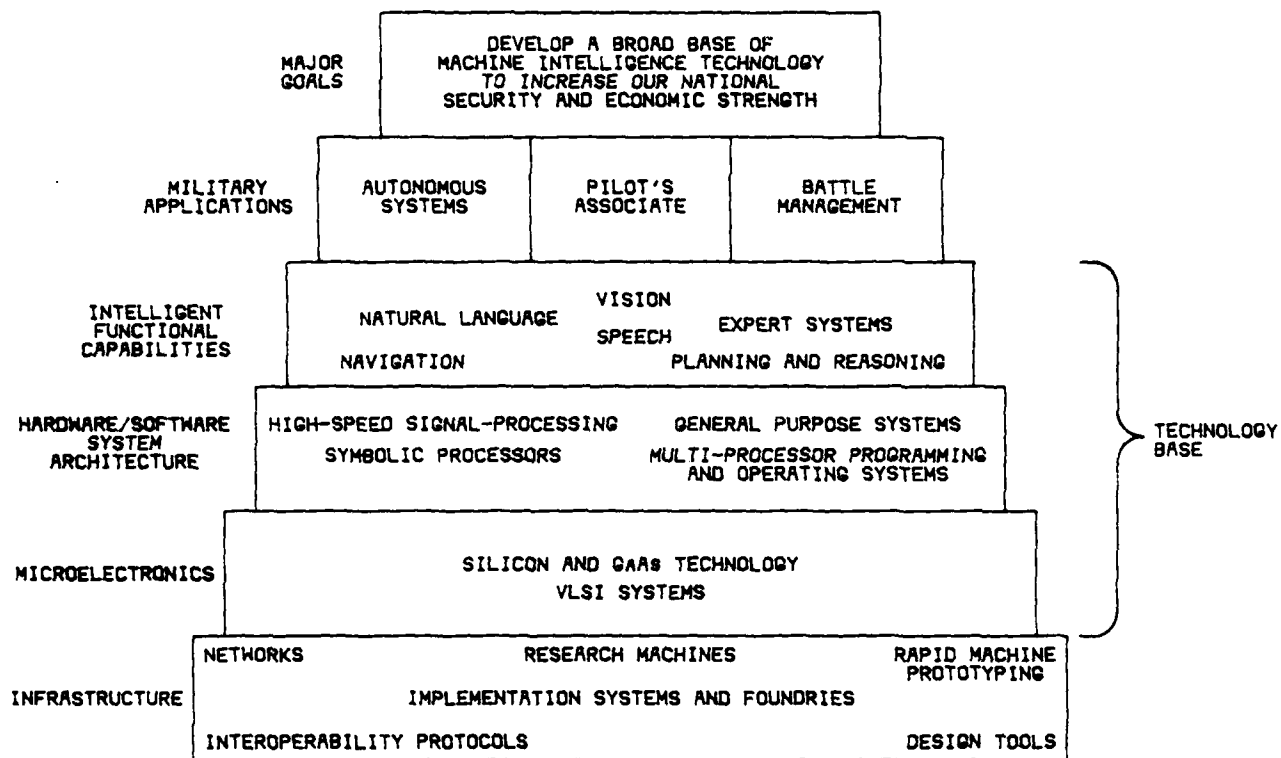 MAJOR
GOALS
DEVELOP A BROAD BASE OF
MACHINE INTELLIGENCE TECHNOLOGY
TO INCREASE OUR NATIONAL
SECURITY AND ECONOMIC STRENGTH
MILITARY
APPLICATIONS
AUTONOMOUS
SYSTEMS
PILOT'S
ASSOCIATE
BATTLE
MANAGEMENT
INTELLIGENT
FUNCTIONAL
CAPABILITIES
VISION
NATURAL LANGUAGE
SPEECH
EXPERT SYSTEMS
NAVIGATION
PLANNING AND REASONING
HARDWARE/SOFTWARE
SYSTEM
ARCHITECTURE
HIGH-SPEED SIGNAL-PROCESSING
GENERAL PURPOSE SYSTEMS
SYMBOLIC PROCESSORS
MULTI-PROCESSOR PROGRAMMING
AND OPERATING SYSTEMS
TECHNOLOGY
BASE
MICROELECTRONICS
SILICON AND GAAS TECHNOLOGY
VLSI SYSTEMS
INFRASTRUCTURE
NETWORKS
RESEARCH MACHINES
RAPID MACHINE
PROTOTYPING
IMPLEMENTATION SYSTEMS AND FOUNDRIES
INTEROPERABILITY PROTOCOLS
DESIGN TOOLS